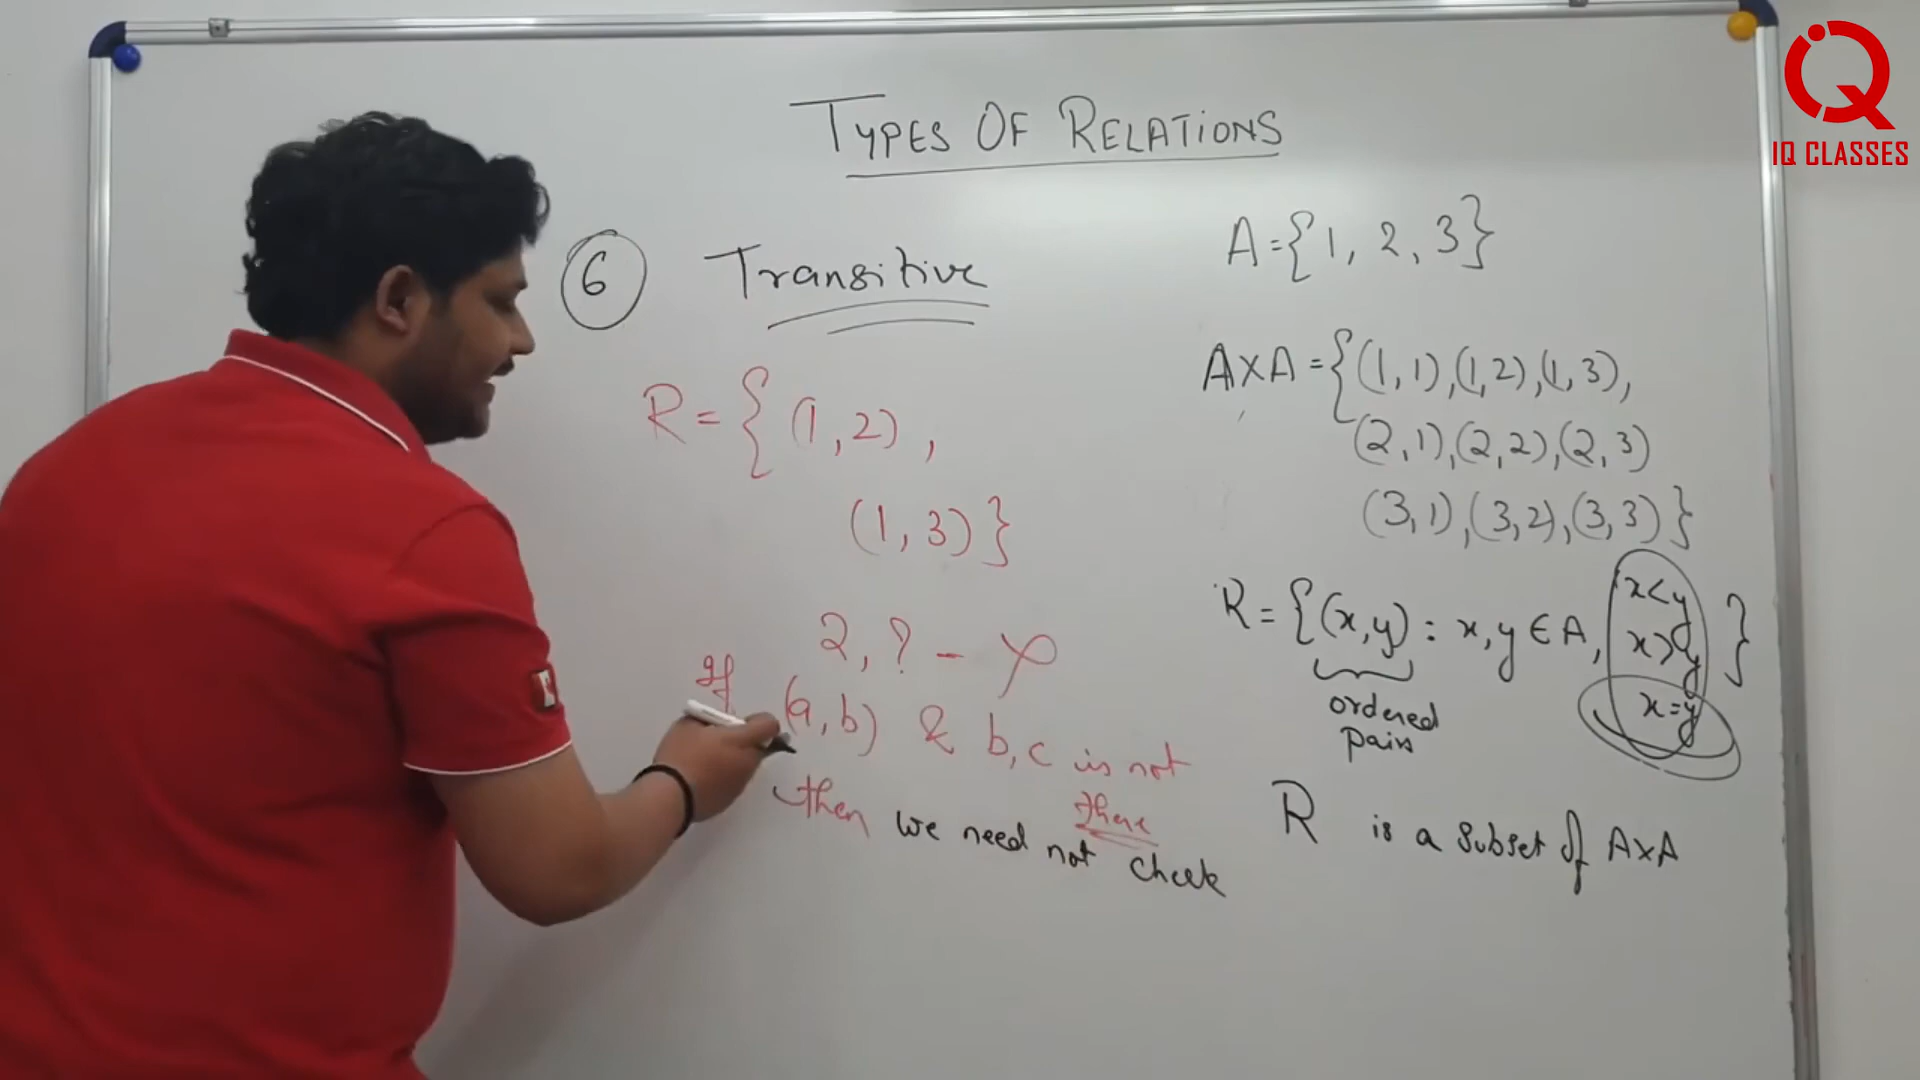 TYPES OF RELATIONS
6 Transitive
R = { (1, 2) ,
(1, 3) }
2, ? -
If (a, b) & b, c is not
there
then we need not check
A = {1, 2, 3}
A×A = {(1, 1), (1, 2), (1, 3),
(2, 1), (2, 2), (2, 3)
(3, 1), (3, 2), (3, 3) }
R = { (x, y) : x, y ∈ A, x<y
x>y
x=y }
ordered
pairs
R is a subset of A×A
IQ CLASSES